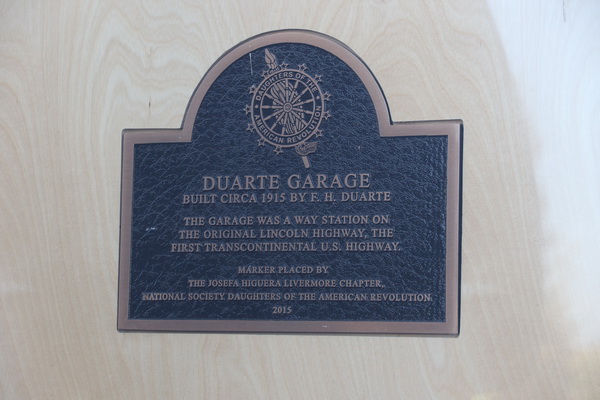 DAUGHTERS OF THE
AMERICAN REVOLUTION
DUARTE GARAGE
BUILT CIRCA 1915 BY F. H. DUARTE
THE GARAGE WAS A WAY STATION ON
THE ORIGINAL LINCOLN HIGHWAY, THE
FIRST TRANSCONTINENTAL U.S. HIGHWAY.
MARKER PLACED BY
THE JOSEFA HIGUERA LIVERMORE CHAPTER,
NATIONAL SOCIETY DAUGHTERS OF THE AMERICAN REVOLUTION
2015